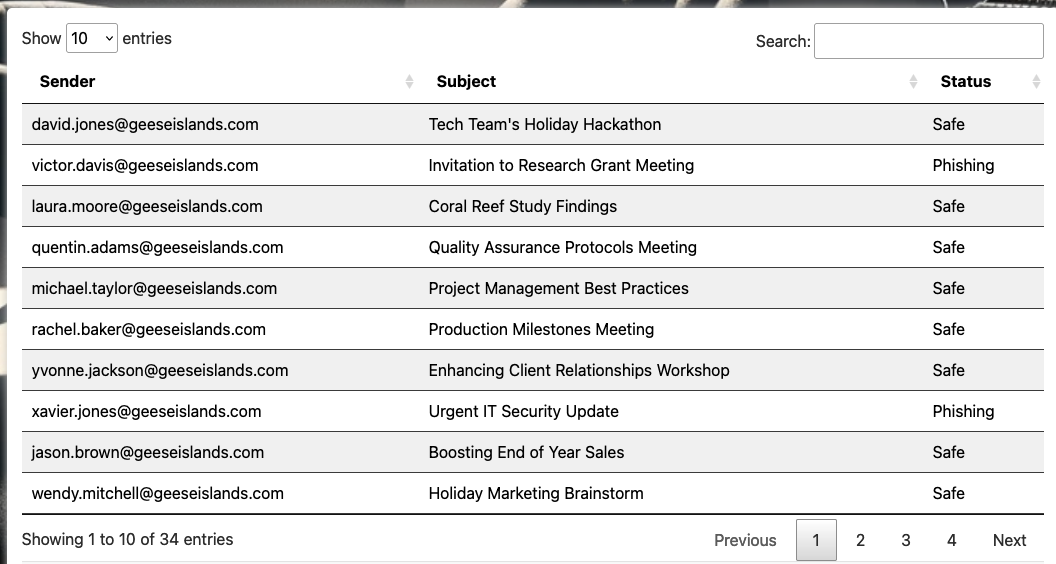 Show 10 entries Search:
Sender Subject Status
david.jones@geeseislands.com Tech Team's Holiday Hackathon Safe
victor.davis@geeseislands.com Invitation to Research Grant Meeting Phishing
laura.moore@geeseislands.com Coral Reef Study Findings Safe
quentin.adams@geeseislands.com Quality Assurance Protocols Meeting Safe
michael.taylor@geeseislands.com Project Management Best Practices Safe
rachel.baker@geeseislands.com Production Milestones Meeting Safe
yvonne.jackson@geeseislands.com Enhancing Client Relationships Workshop Safe
xavier.jones@geeseislands.com Urgent IT Security Update Phishing
jason.brown@geeseislands.com Boosting End of Year Sales Safe
wendy.mitchell@geeseislands.com Holiday Marketing Brainstorm Safe
Showing 1 to 10 of 34 entries Previous 1 2 3 4 Next